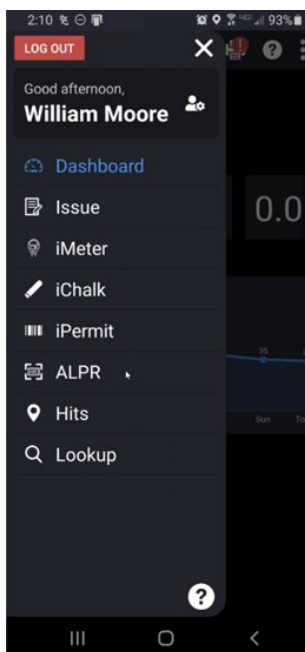 2:10
93%
LOG OUT
Good afternoon,
William Moore
Dashboard
0.0
Issue
iMeter
iChalk
iPermit
35
ALPR
Hits
Sun
To
Lookup
?